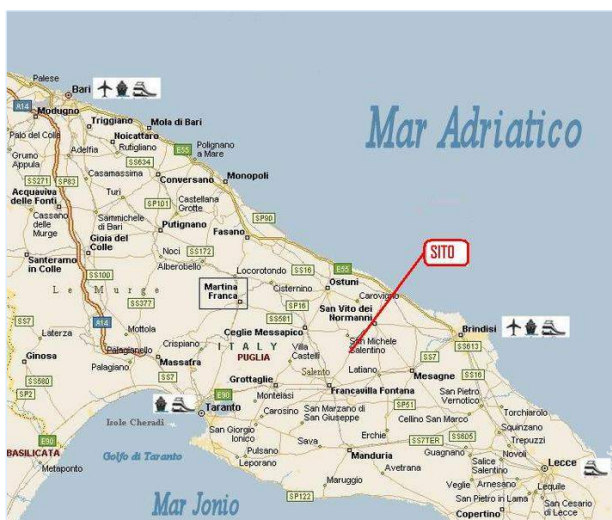 Palese
Bari
A14
Modugno
Triggiano
Mola di Bari
Palo del Colle
Noicattaro
Adelfia
Rutigliano
E55
Polignano
a Mare
Grumo
Appula
SS634
SS271
SP83
Casamassima
Conversano
Monopoli
Acquaviva
delle Fonti
Turi
SP101
Castellana
Grotte
Cassano
delle
Murge
Sammichele
di Bari
Putignano
SP90
Fasano
Gioia del
Colle
Noci
SS172
Santeramo
in Colle
Alberobello
Locorotondo
SS16
E55
SS100
Le Murge
Martina
Franca
Cisternino
Ostuni
SS377
SP16
Carovigno
SS7
A14
Mottola
San Vito dei
Normanni
SS581
Laterza
Crispiano
Ceglie Messapico
Brindisi
ITALY
PUGLIA
Villa
Castelli
San Michele
Salentino
SS613
Palagianello
Ginosa
Massafra
SS7
Palagiano
SS7
Latiano
Mesagne
SS16
SS580
SP2
Grottaglie
Salento
Francavilla Fontana
San Pietro
Vernotico
E90
Montelasi
Taranto
Carosino
San Marzano di
San Giuseppe
SP51
Cellino San Marco
Torchiarolo
Isole Cheradi
San Giorgio
Ionico
Squinzano
E90
Sava
Erchie
SS7TER
SS605
Trepuzzi
BASILICATA
Golfo di Taranto
Pulsano
Manduria
Guagnano
Novoli
Metaponto
Leporano
Avetrana
Salice
Salentino
Lecce
Maruggio
Veglie
Arnesano
Lequile
Mar Jonio
SP122
San Pietro in Lama
San Cesario
di Lecce
Copertino
Mar Adriatico
SITO